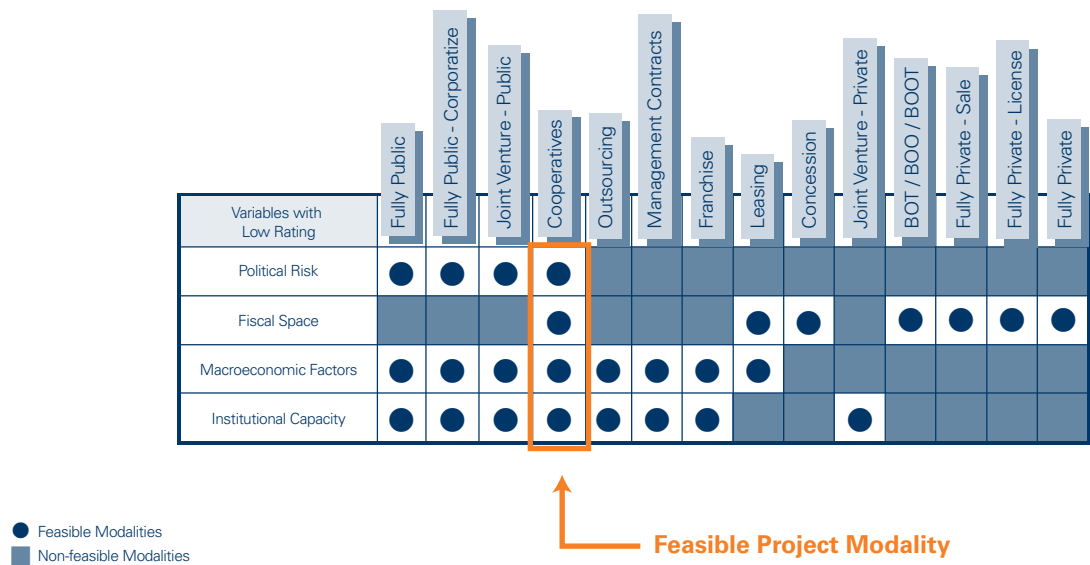 Fully Public
Fully Public - Corporatize
Joint Venture - Public
Cooperatives
Outsourcing
Management Contracts
Franchise
Leasing
Concession
Joint Venture - Private
BOT / BOO / BOOT
Fully Private - Sale
Fully Private - License
Fully Private
Variables with
Low Rating
Political Risk
Fiscal Space
Macroeconomic Factors
Institutional Capacity
Feasible Modalities
Non-feasible Modalities
Feasible Project Modality